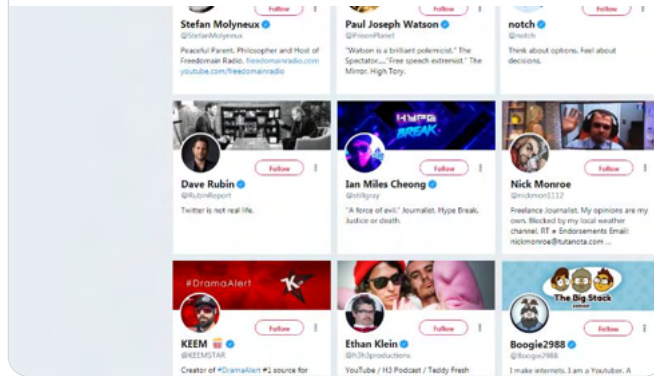 Follow
Follow
Follow
Stefan Molyneux
@StefanMolyneux
Peaceful Parent. Philosopher and Host of
Freedomain Radio. freedomainradio.com
youtube.com/freedomainradio
Paul Joseph Watson
@PrisonPlanet
"Watson is a brilliant polemicist." The
Spectator...."Free speech extremist." The
Mirror. High Tory.
notch
@notch
Think about options. Feel about
decisions.
Follow
Dave Rubin
@RubinReport
Twitter is not real life.
HYPE
BREAK
Follow
Ian Miles Cheong
@stillgray
"A force of evil." Journalist. Hype Break.
Justice or death.
Follow
Nick Monroe
@nickmon1112
Freelance Journalist. My opinions are my
own. Blocked by my local weather
channel. RT ≠ Endorsements Email:
nickmonroe@tutanota.com ...
#DramaAlert
K
Follow
KEEM
@KEEMSTAR
Creator of #DramaAlert #1 source for
Follow
Ethan Klein
@h3h3productions
YouTube / H3 Podcast / Teddy Fresh
The Big Stack
Follow
Boogie2988
@Boogie2988
I make internets. I am a Youtuber. A